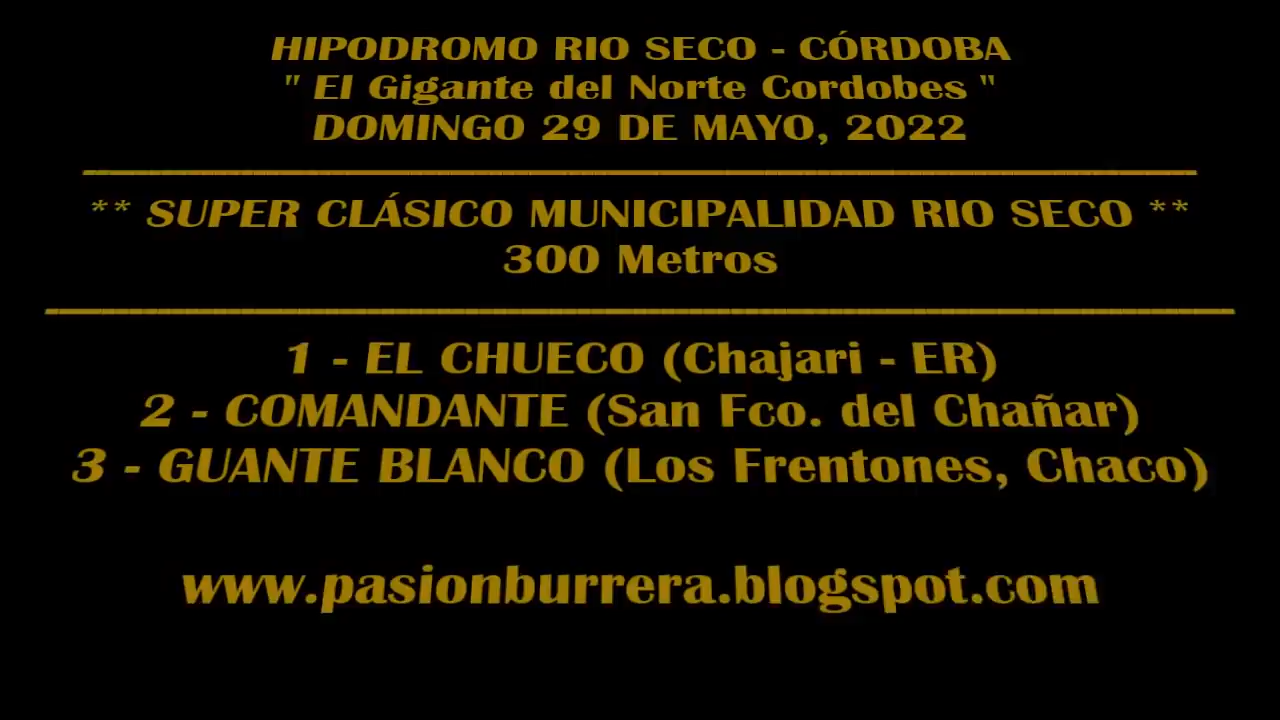 HIPODROMO RIO SECO - CÓRDOBA
" El Gigante del Norte Cordobes "
DOMINGO 29 DE MAYO, 2022
** SUPER CLÁSICO MUNICIPALIDAD RIO SECO **
300 Metros
1 - EL CHUECO (Chajari - ER)
2 - COMANDANTE (San Fco. del Chañar)
3 - GUANTE BLANCO (Los Frentones, Chaco)
www.pasionburrera.blogspot.com